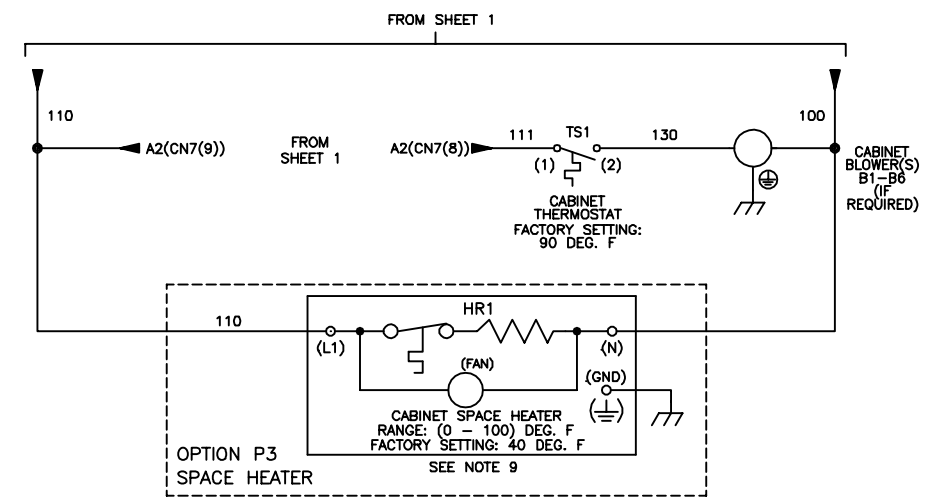 FROM SHEET 1
110
100
A2(CN7(9))
FROM
SHEET 1
A2(CN7(8))
111
TS1
130
(1)
(2)
CABINET
THERMOSTAT
FACTORY SETTING:
90 DEG. F
CABINET
BLOWER(S)
B1-B6
(IF
REQUIRED)
110
HR1
(L1)
(N)
(FAN)
(GND)
CABINET SPACE HEATER
RANGE: (0 - 100) DEG. F
FACTORY SETTING: 40 DEG. F
OPTION P3
SPACE HEATER
SEE NOTE 9